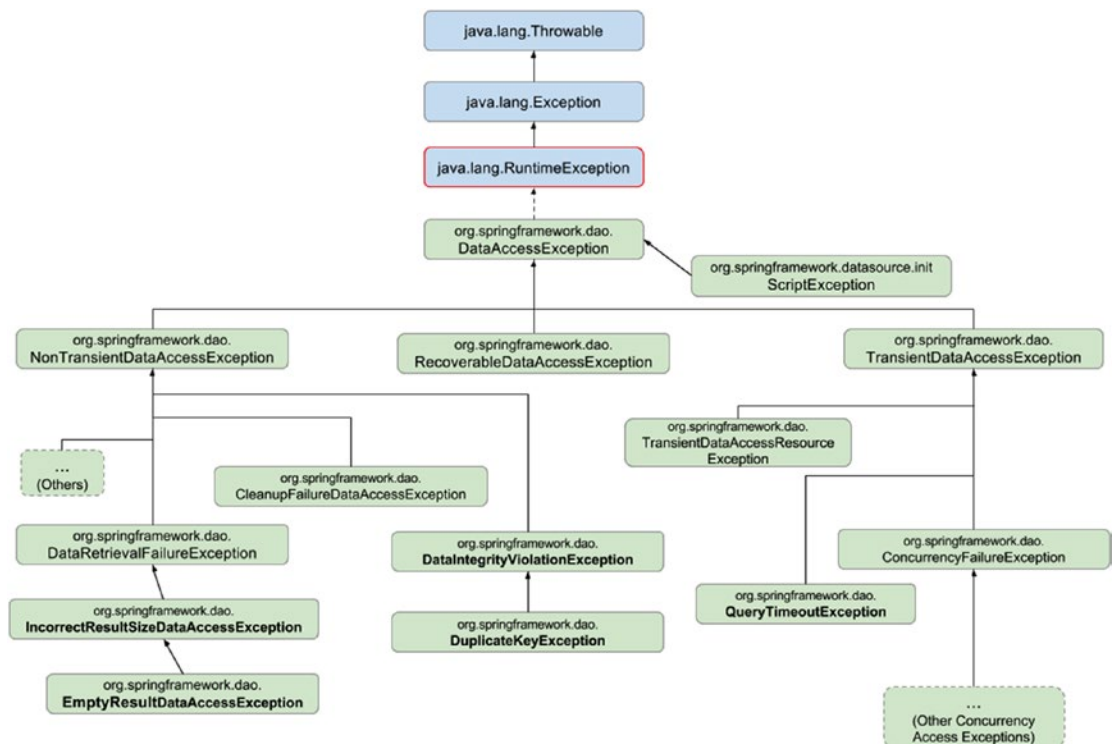 java.lang.Throwable
java.lang.Exception
java.lang.RuntimeException
org.springframework.dao.
DataAccessException
org.springframework.datasource.init
ScriptException
org.springframework.dao.
NonTransientDataAccessException
org.springframework.dao.
RecoverableDataAccessException
org.springframework.dao.
TransientDataAccessException
org.springframework.dao.
TransientDataAccessResource
Exception
...
(Others)
org.springframework.dao.
CleanupFailureDataAccessException
org.springframework.dao.
DataRetrievalFailureException
org.springframework.dao.
DataIntegrityViolationException
org.springframework.dao.
ConcurrencyFailureException
org.springframework.dao.
IncorrectResultSizeDataAccessException
org.springframework.dao.
DuplicateKeyException
org.springframework.dao.
QueryTimeoutException
org.springframework.dao.
EmptyResultDataAccessException
...
(Other Concurrency
Access Exceptions)